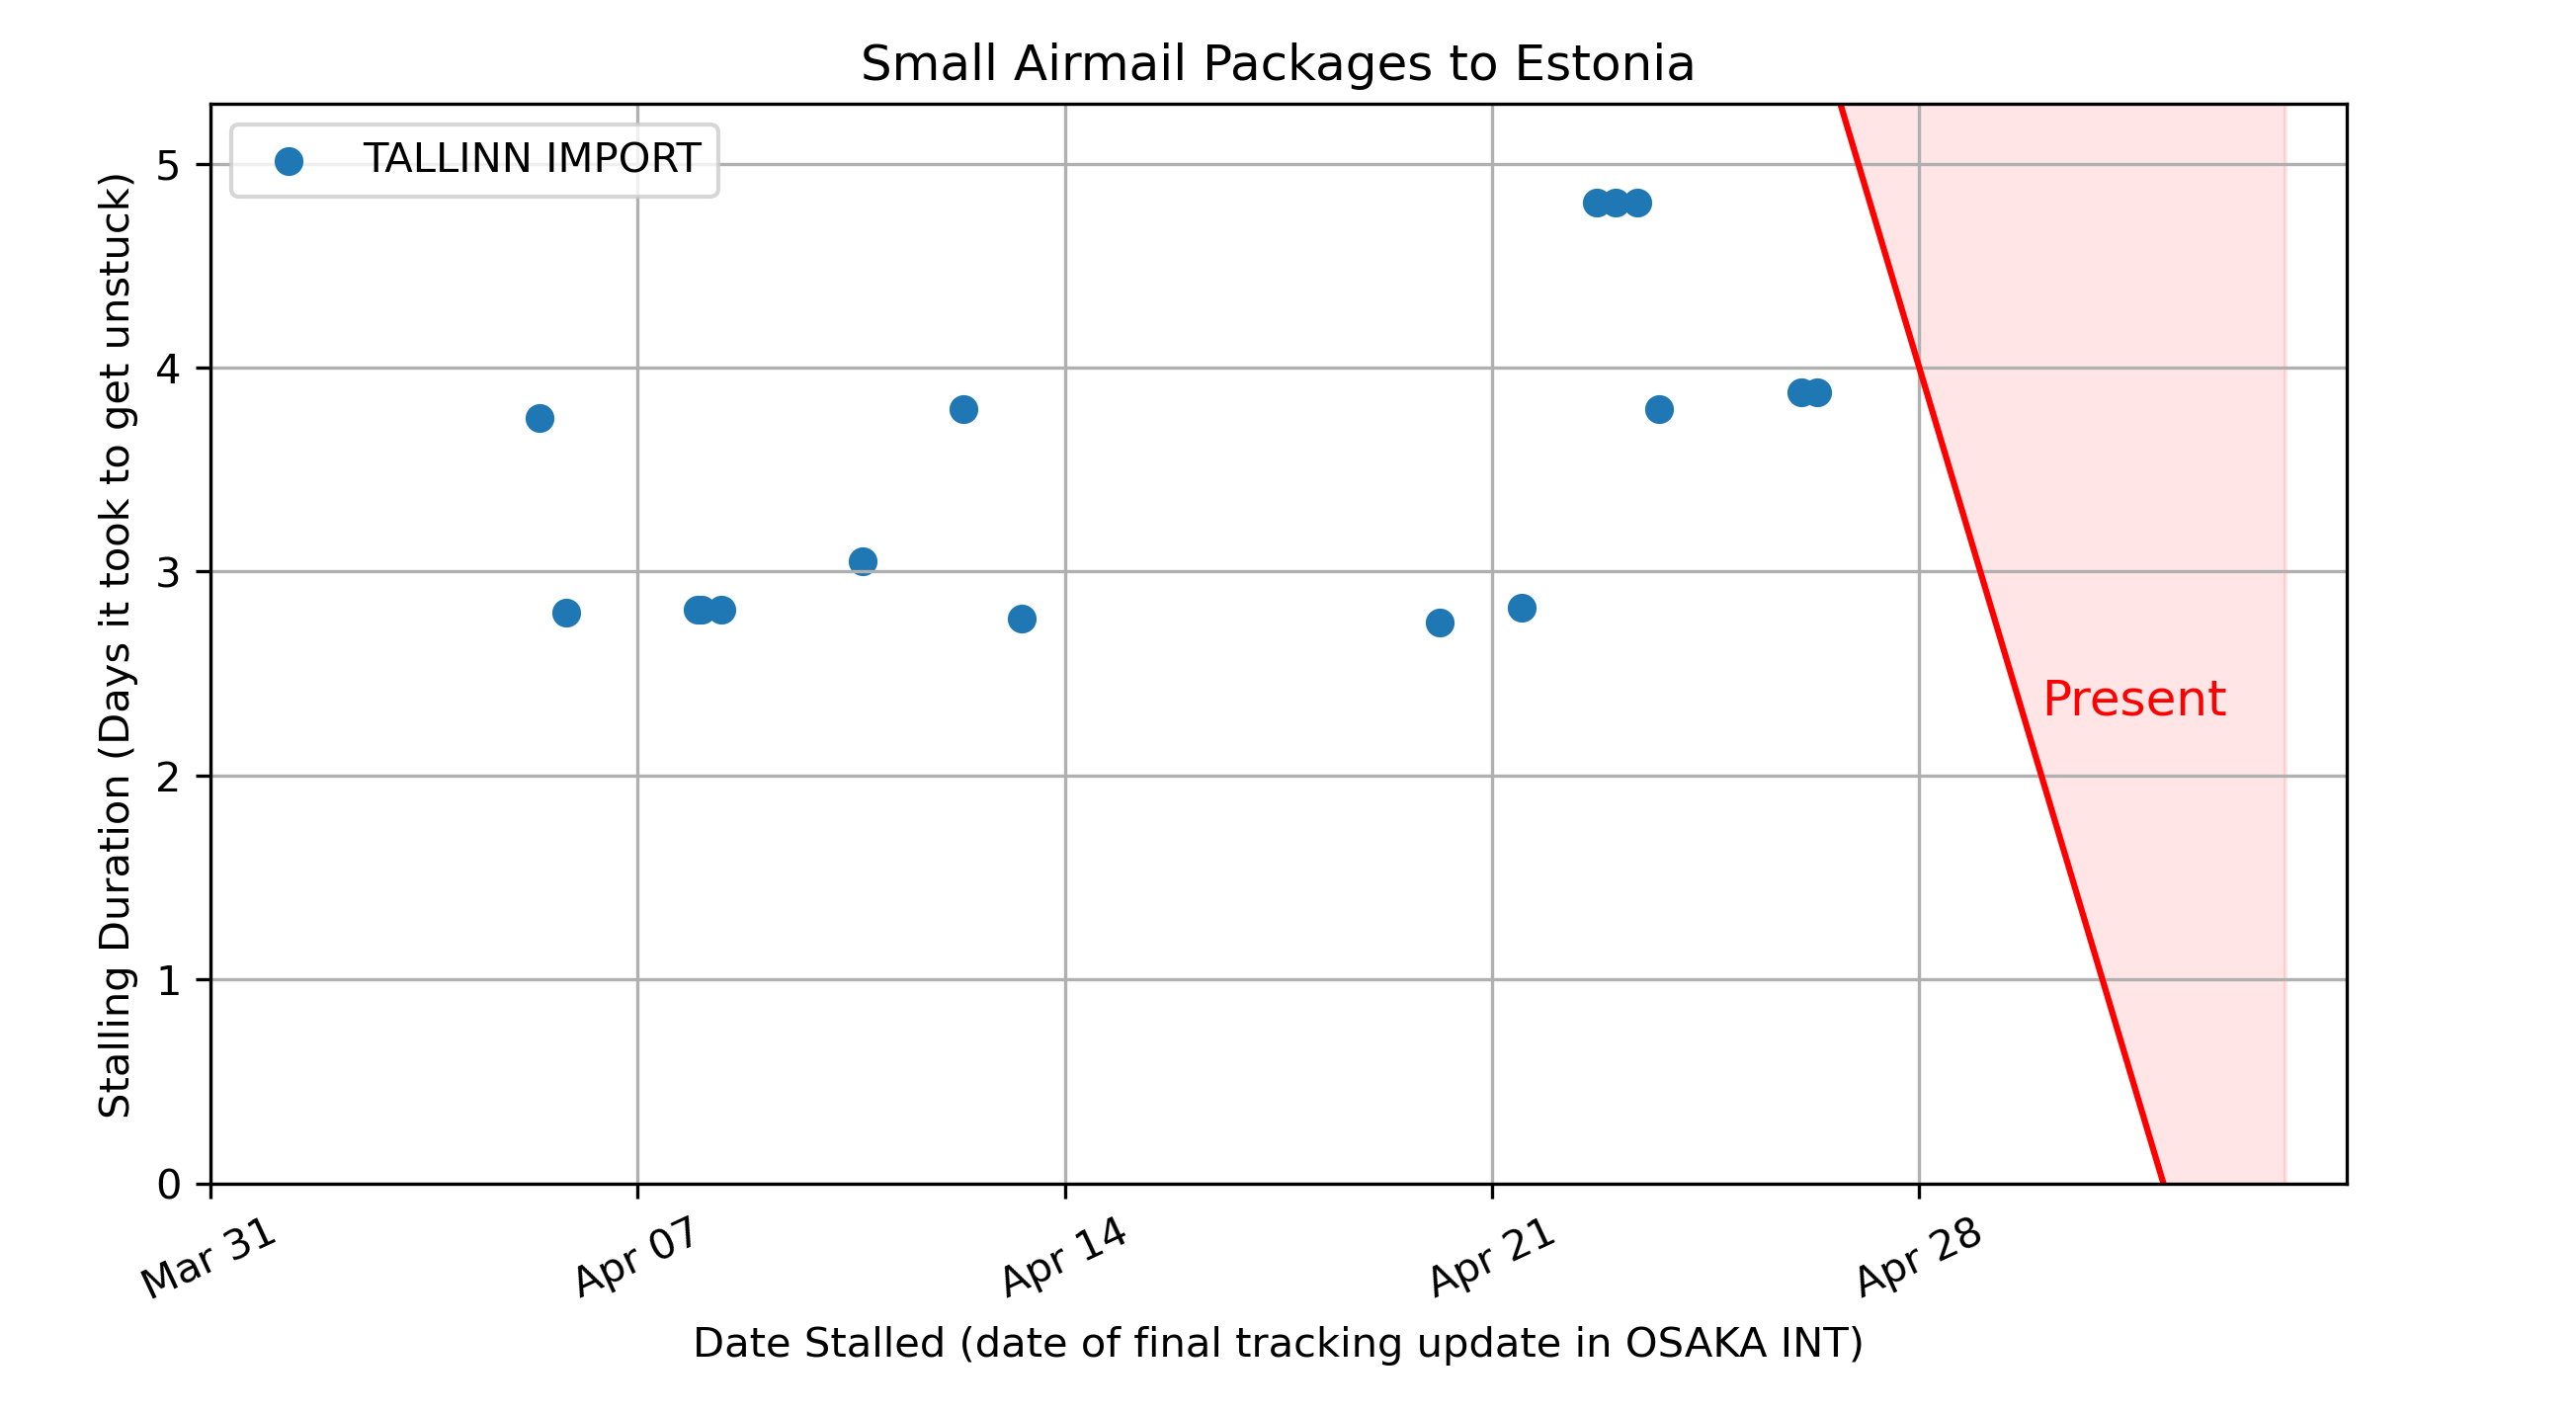 Small Airmail Packages to Estonia
TALLINN IMPORT
Stalling Duration (Days it took to get unstuck)
5
4
3
2
1
0
Present
Mar 31
Apr 07
Apr 14
Apr 21
Apr 28
Date Stalled (date of final tracking update in OSAKA INT)